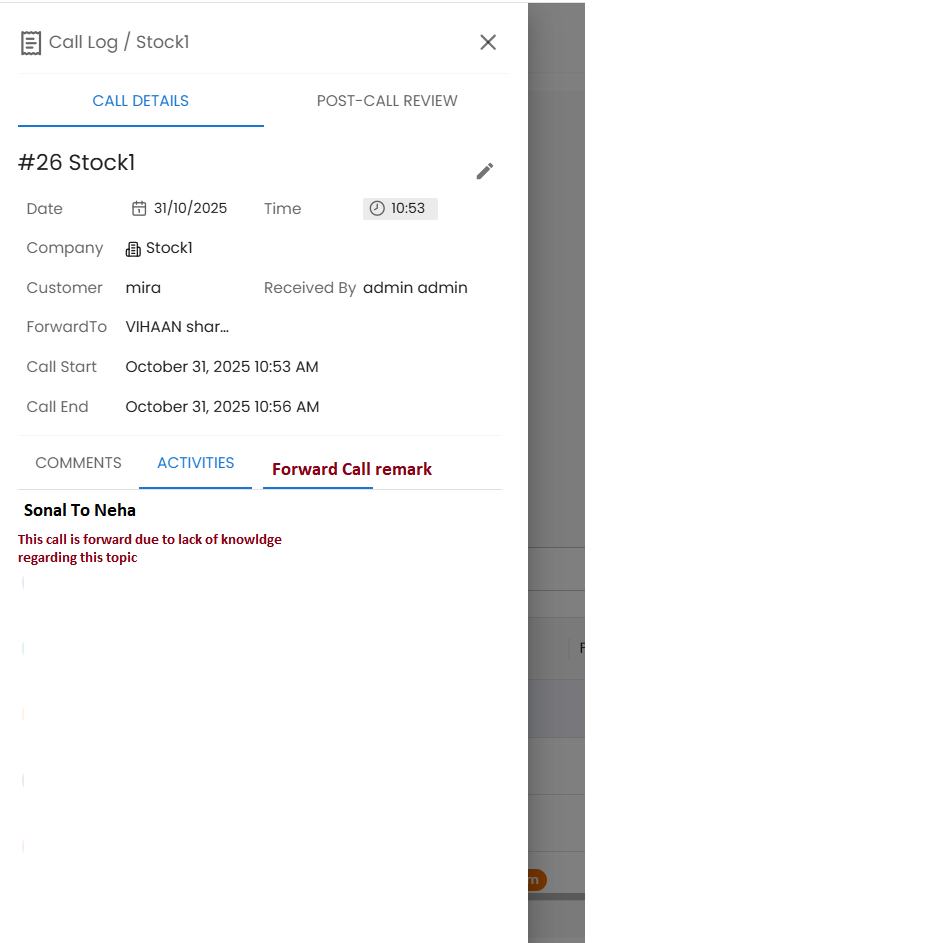 Call Log / Stock1
CALL DETAILS POST-CALL REVIEW
#26 Stock1
Date 31/10/2025 Time 10:53
Company Stock1
Customer mira Received By admin admin
ForwardTo VIHAAN shar...
Call Start October 31, 2025 10:53 AM
Call End October 31, 2025 10:56 AM
COMMENTS ACTIVITIES Forward Call remark
Sonal To Neha
This call is forward due to lack of knowldge
regarding this topic